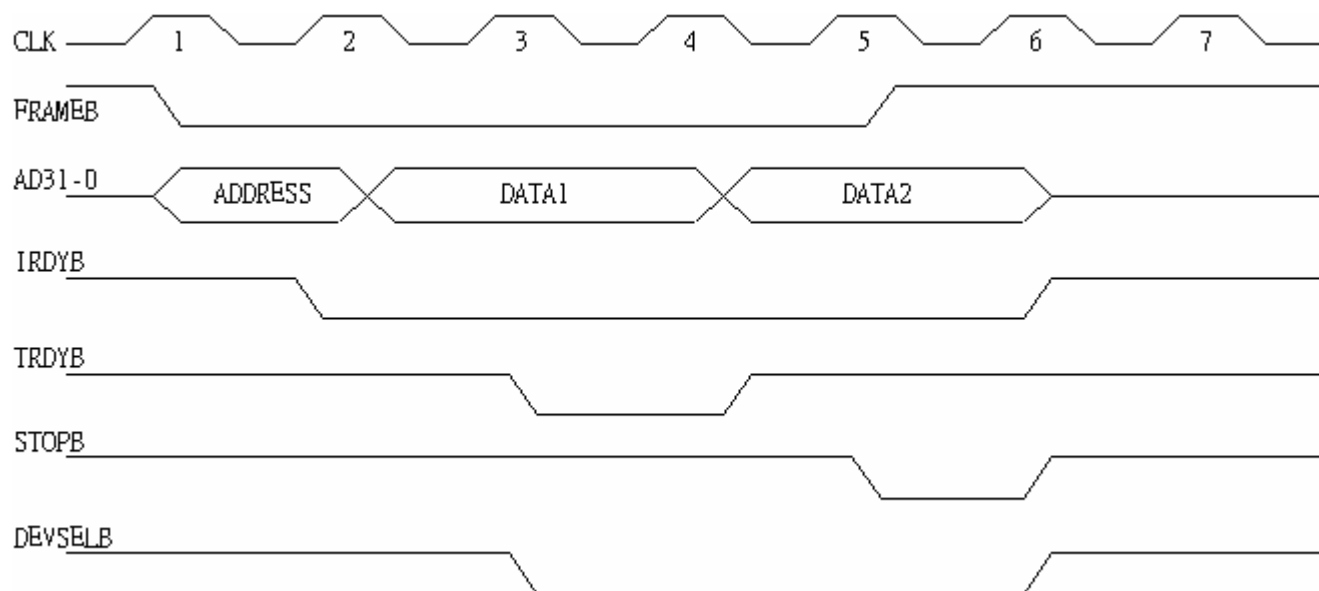 CLK 1 2 3 4 5 6 7
FRAMEB
AD31-0 ADDRESS DATA1 DATA2
IRDYB
TRDYB
STOPB
DEVSELB